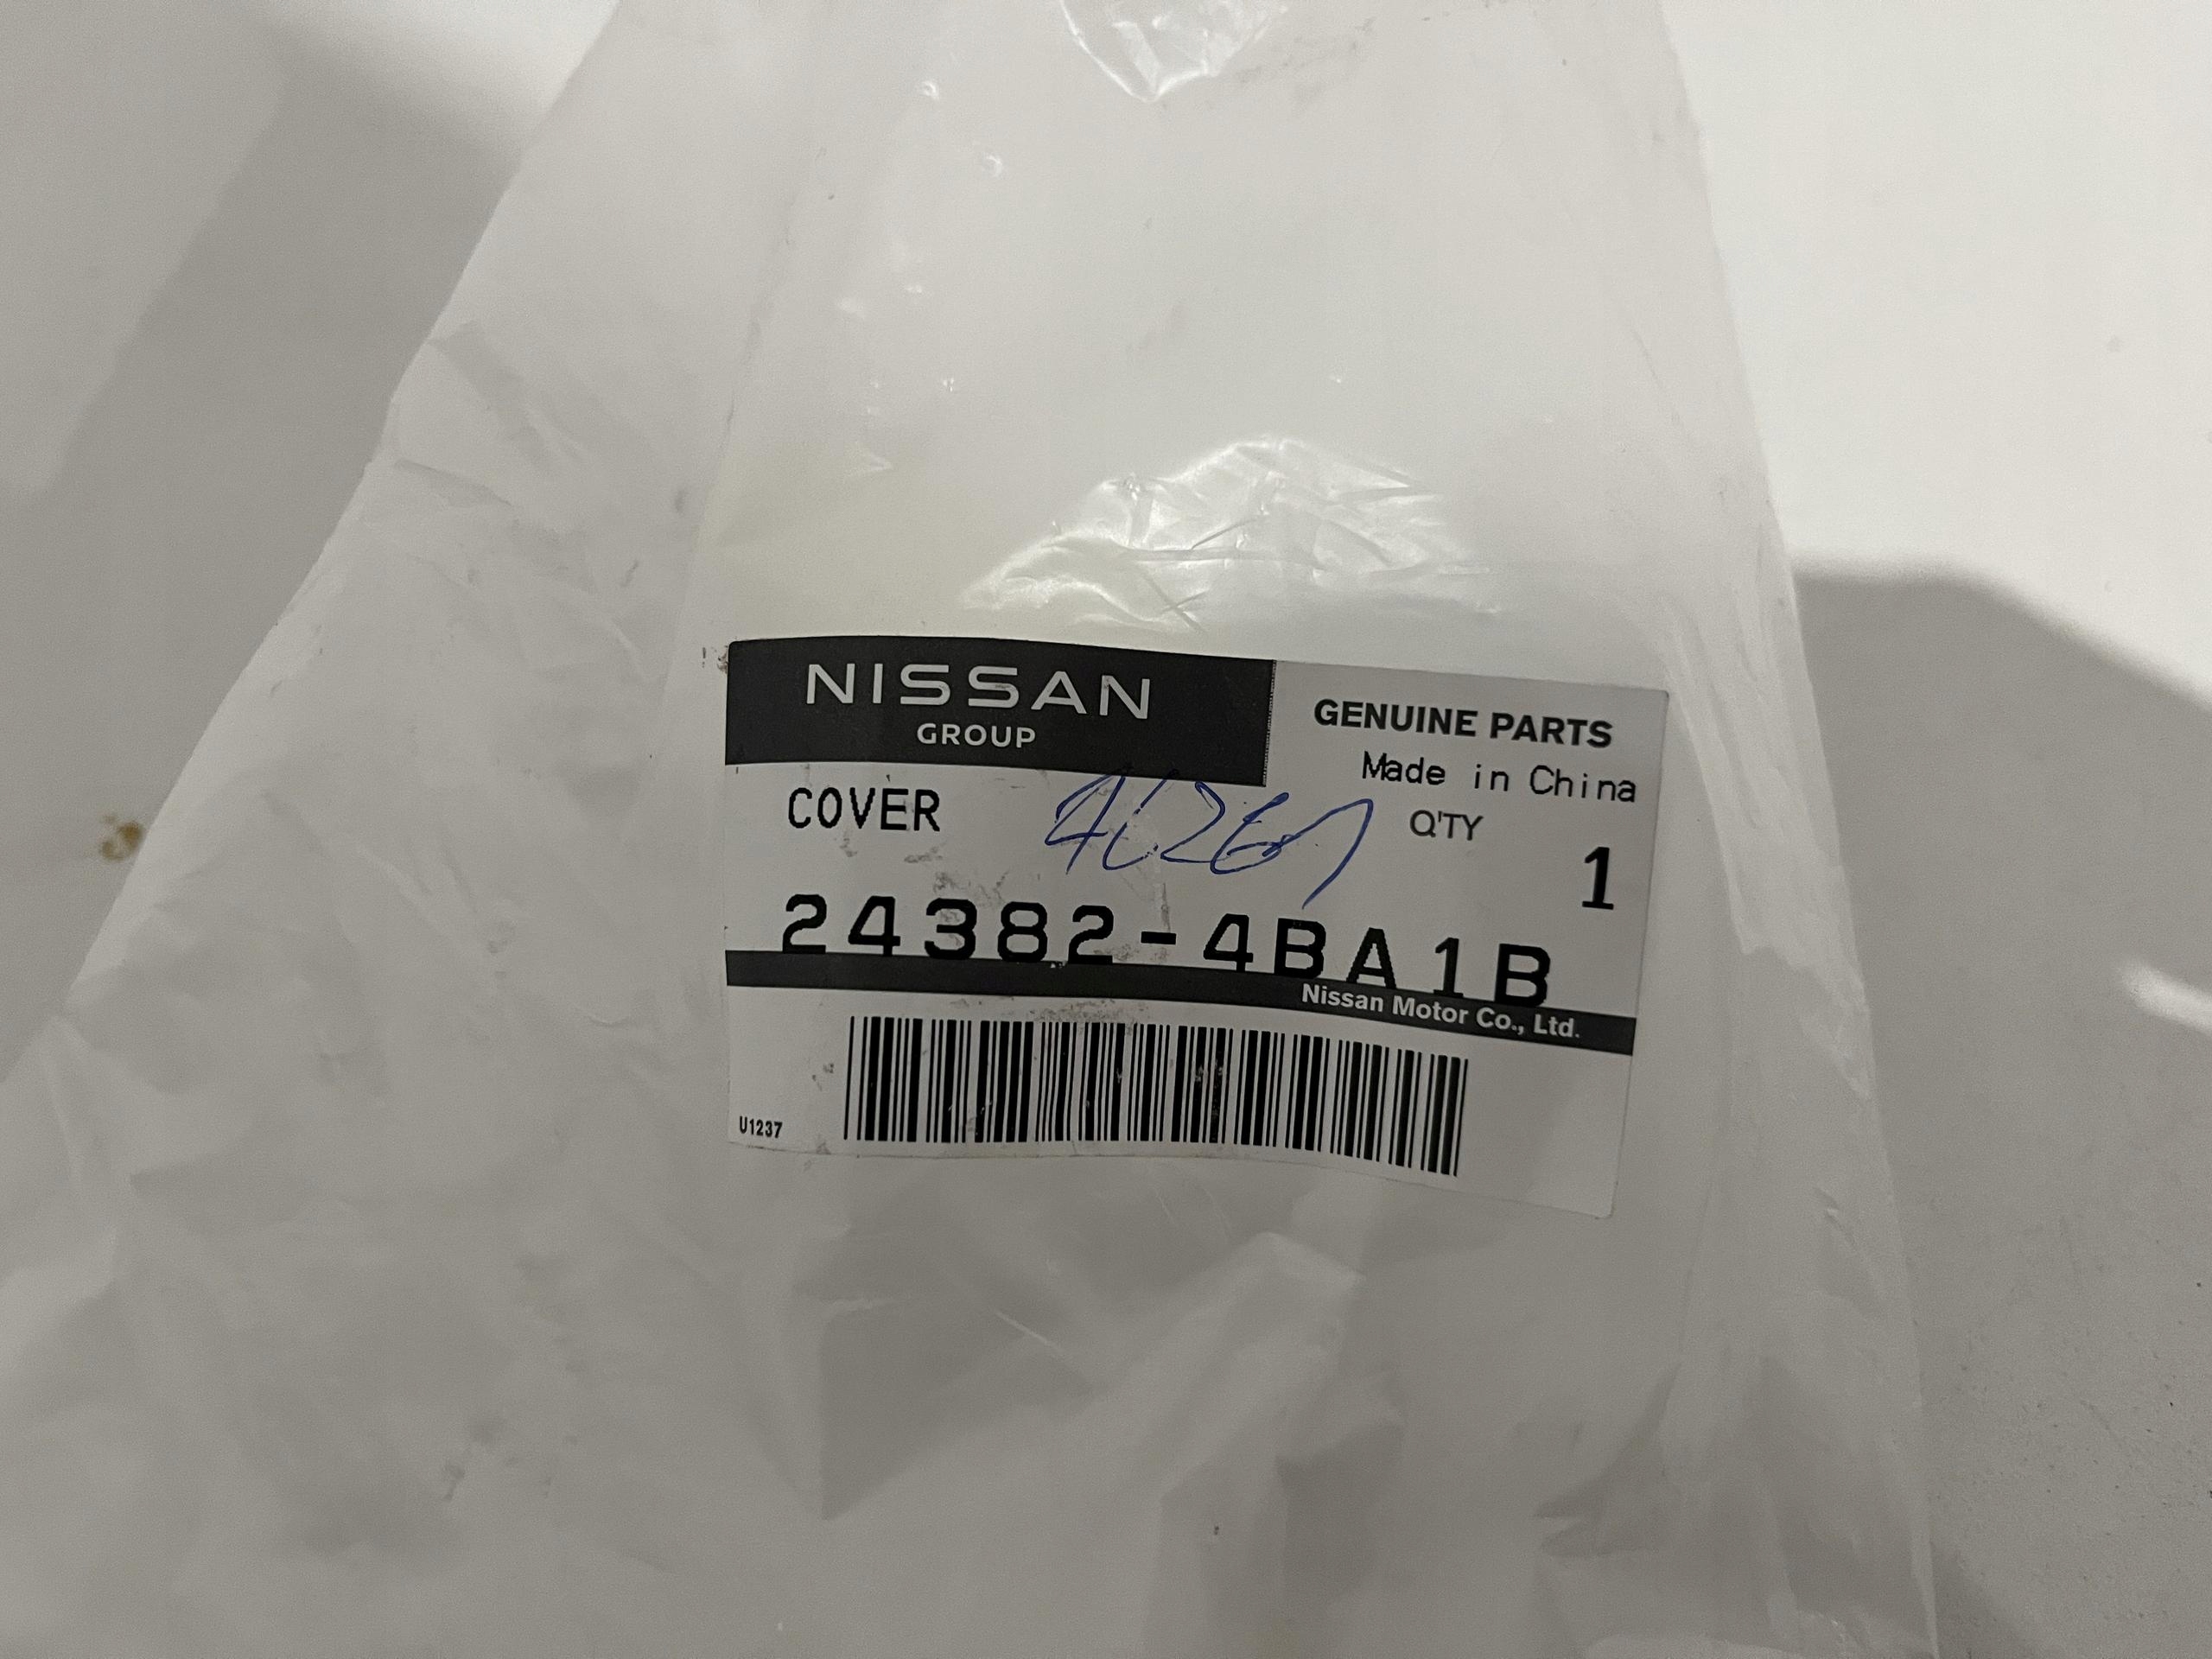 NISSAN
GROUP
GENUINE PARTS
Made in China
COVER
Q'TY
1
24382-4BA1B
Nissan Motor Co., Ltd.
U1237